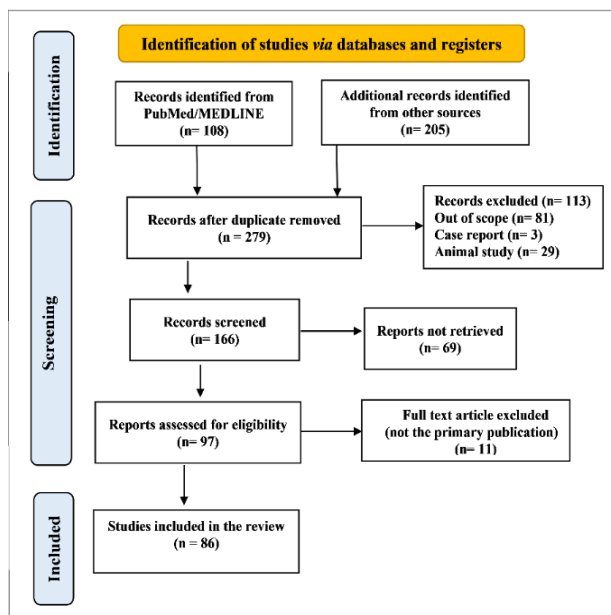 Identification of studies via databases and registers
Identification
Records identified from
PubMed/MEDLINE
(n= 108)
Additional records identified
from other sources
(n= 205)
Screening
Records after duplicate removed
(n = 279)
Records excluded (n= 113)
Out of scope (n= 81)
Case report (n= 3)
Animal study (n= 29)
Records screened
(n = 166)
Reports not retrieved
(n = 69)
Reports assessed for eligibility
(n= 97)
Full text article excluded
(not the primary publication)
(n= 11)
Included
Studies included in the review
(n = 86)